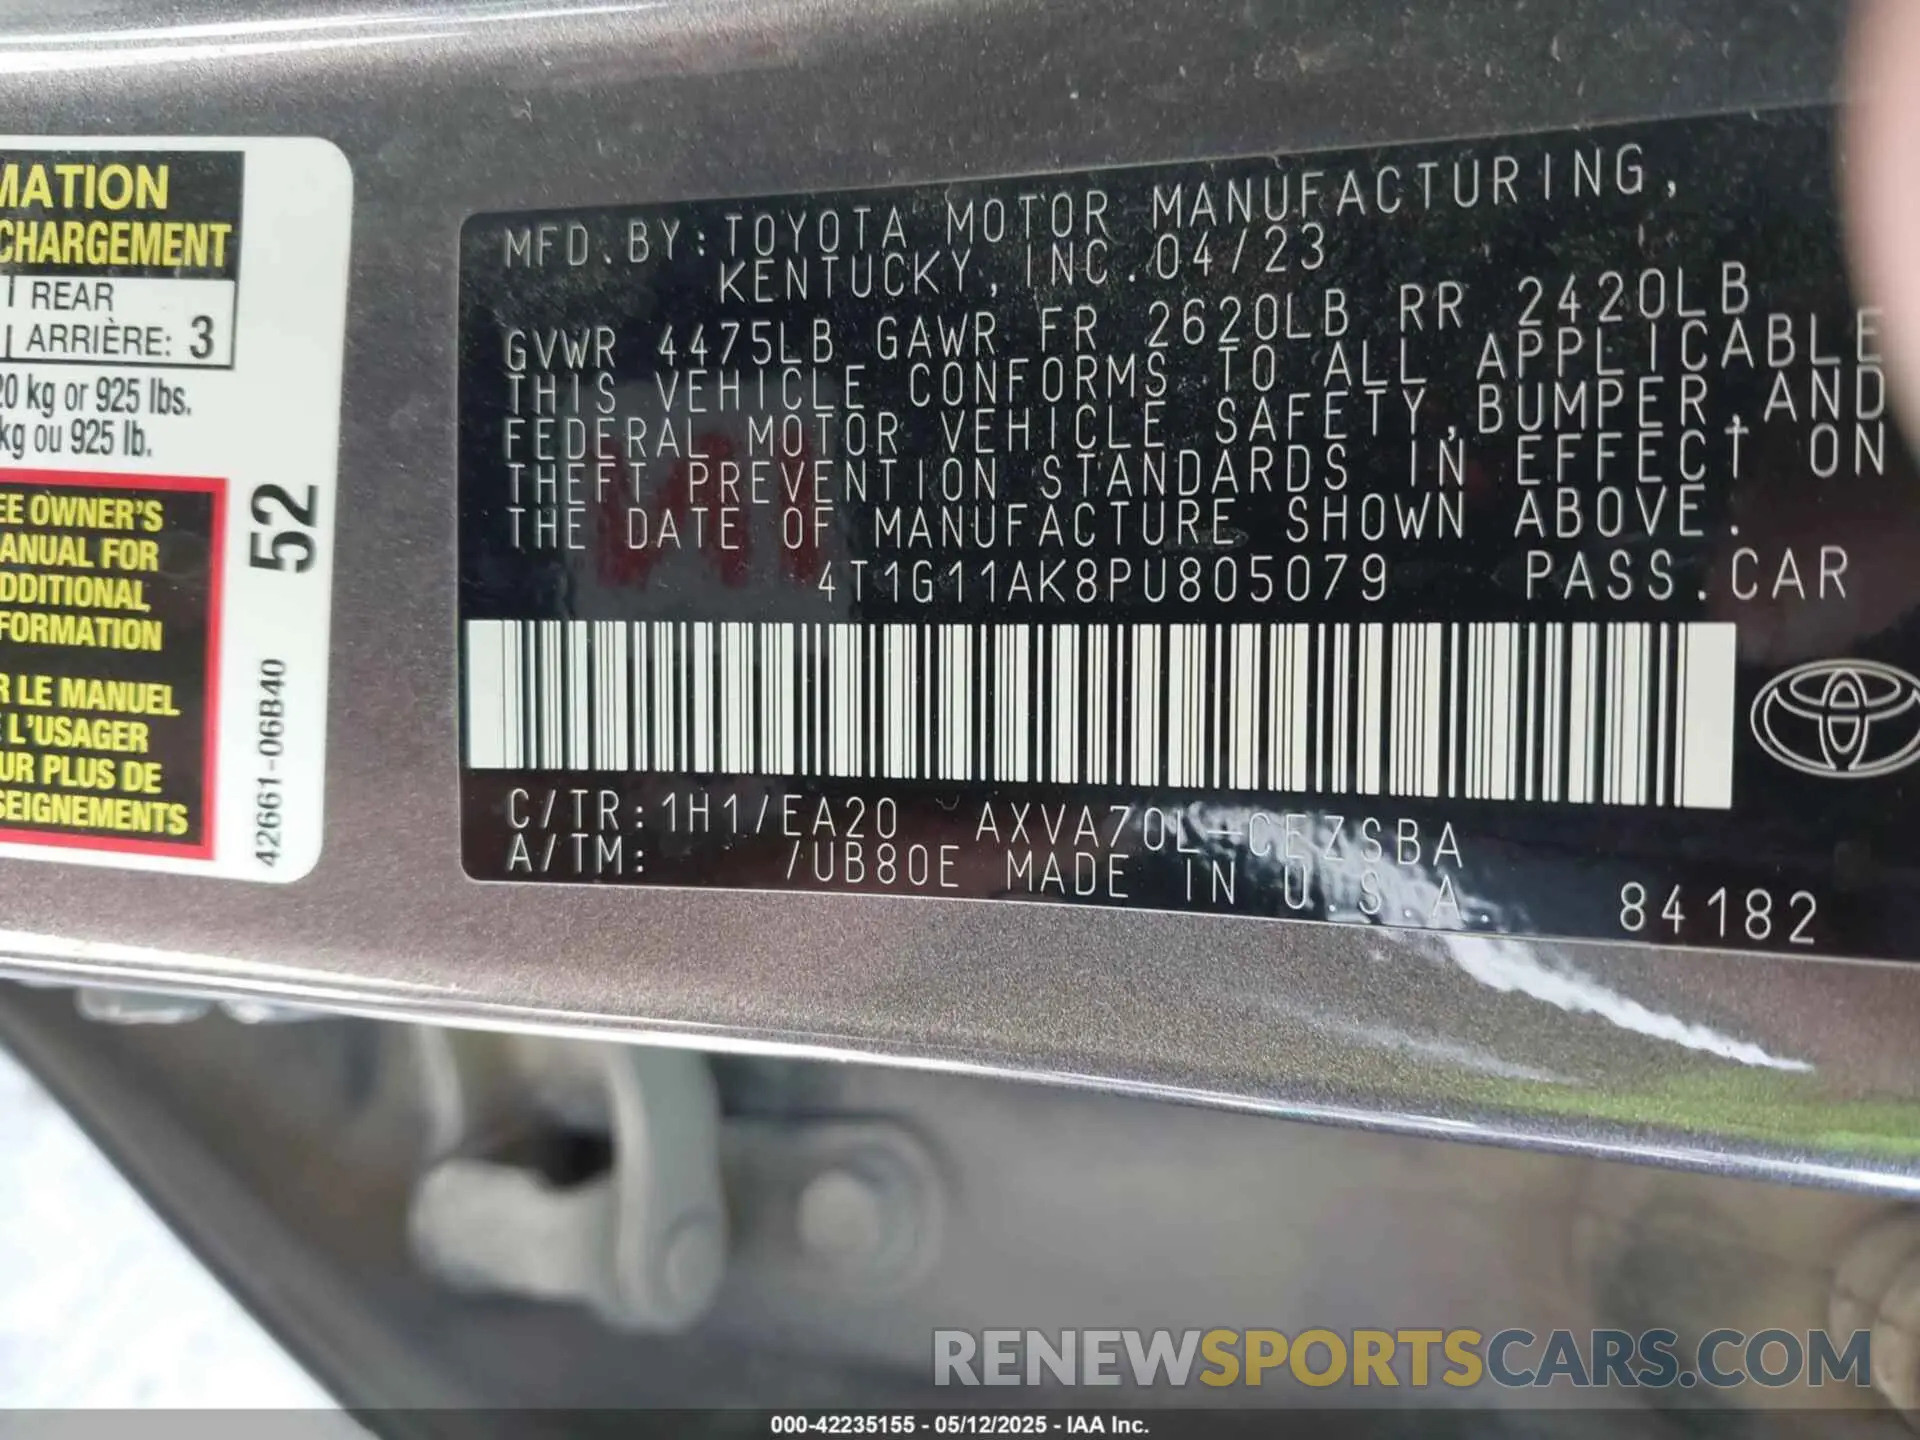 MATION
CHARGEMENT
REAR
ARRIÈRE: 3
20 kg or 925 lbs.
kg ou 925 lb.
EE OWNER'S
ANUAL FOR
DDITIONAL
FORMATION
R LE MANUEL
E L'USAGER
UR PLUS DE
SEIGNEMENTS
52
42661-06B40
MFD.BY:TOYOTA MOTOR MANUFACTURING,
KENTUCKY, INC.04/23
GVWR 4475LB GAWR FR 2620LB RR 2420LB
THIS VEHICLE CONFORMS TO ALL APPLICABLE
FEDERAL MOTOR VEHICLE SAFETY,BUMPER,AND
THEFT PREVENTION STANDARDS IN EFFECT ON
THE DATE OF MANUFACTURE SHOWN ABOVE.
4T1G11AK8PU805079 PASS.CAR
C/TR:1H1/EA20 AXVA70L-CEZSBA
A/TM: /UB80E MADE IN U.S.A.
84182
RENEWSPORTSCARS.COM
000-42235155 - 05/12/2025 - IAA Inc.